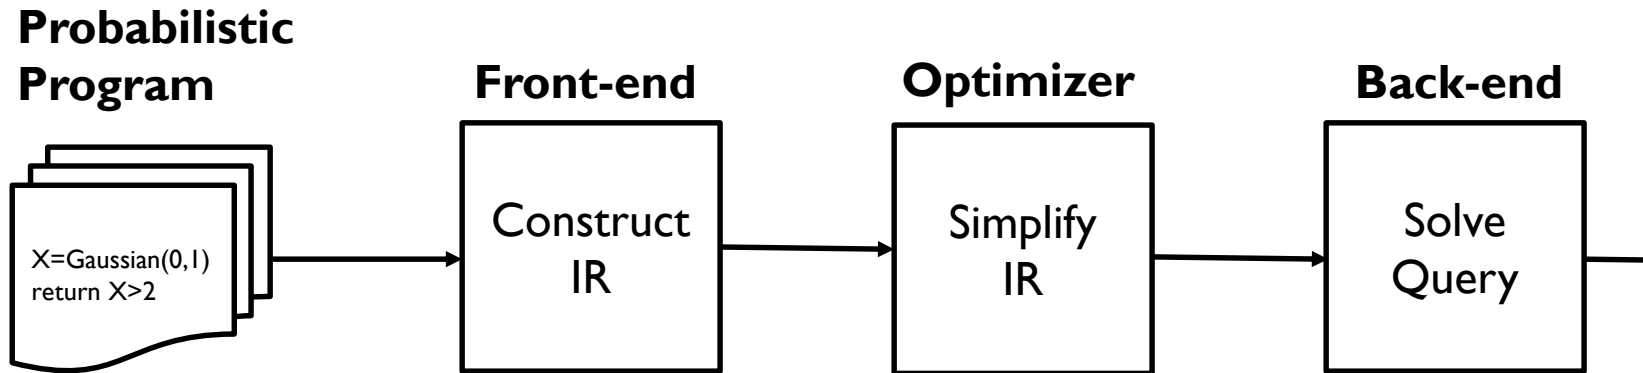 Probabilistic
Program
Front-end
Optimizer
Back-end
X=Gaussian(0,1)
return X>2
Construct
IR
Simplify
IR
Solve
Query